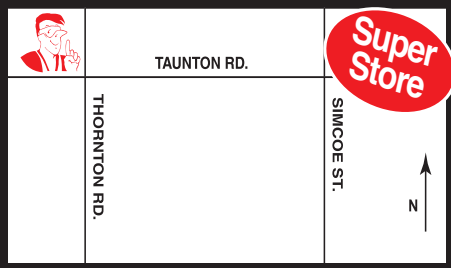 Super
Store
TAUNTON RD.
THORNTON RD.
SIMCOE ST.
N